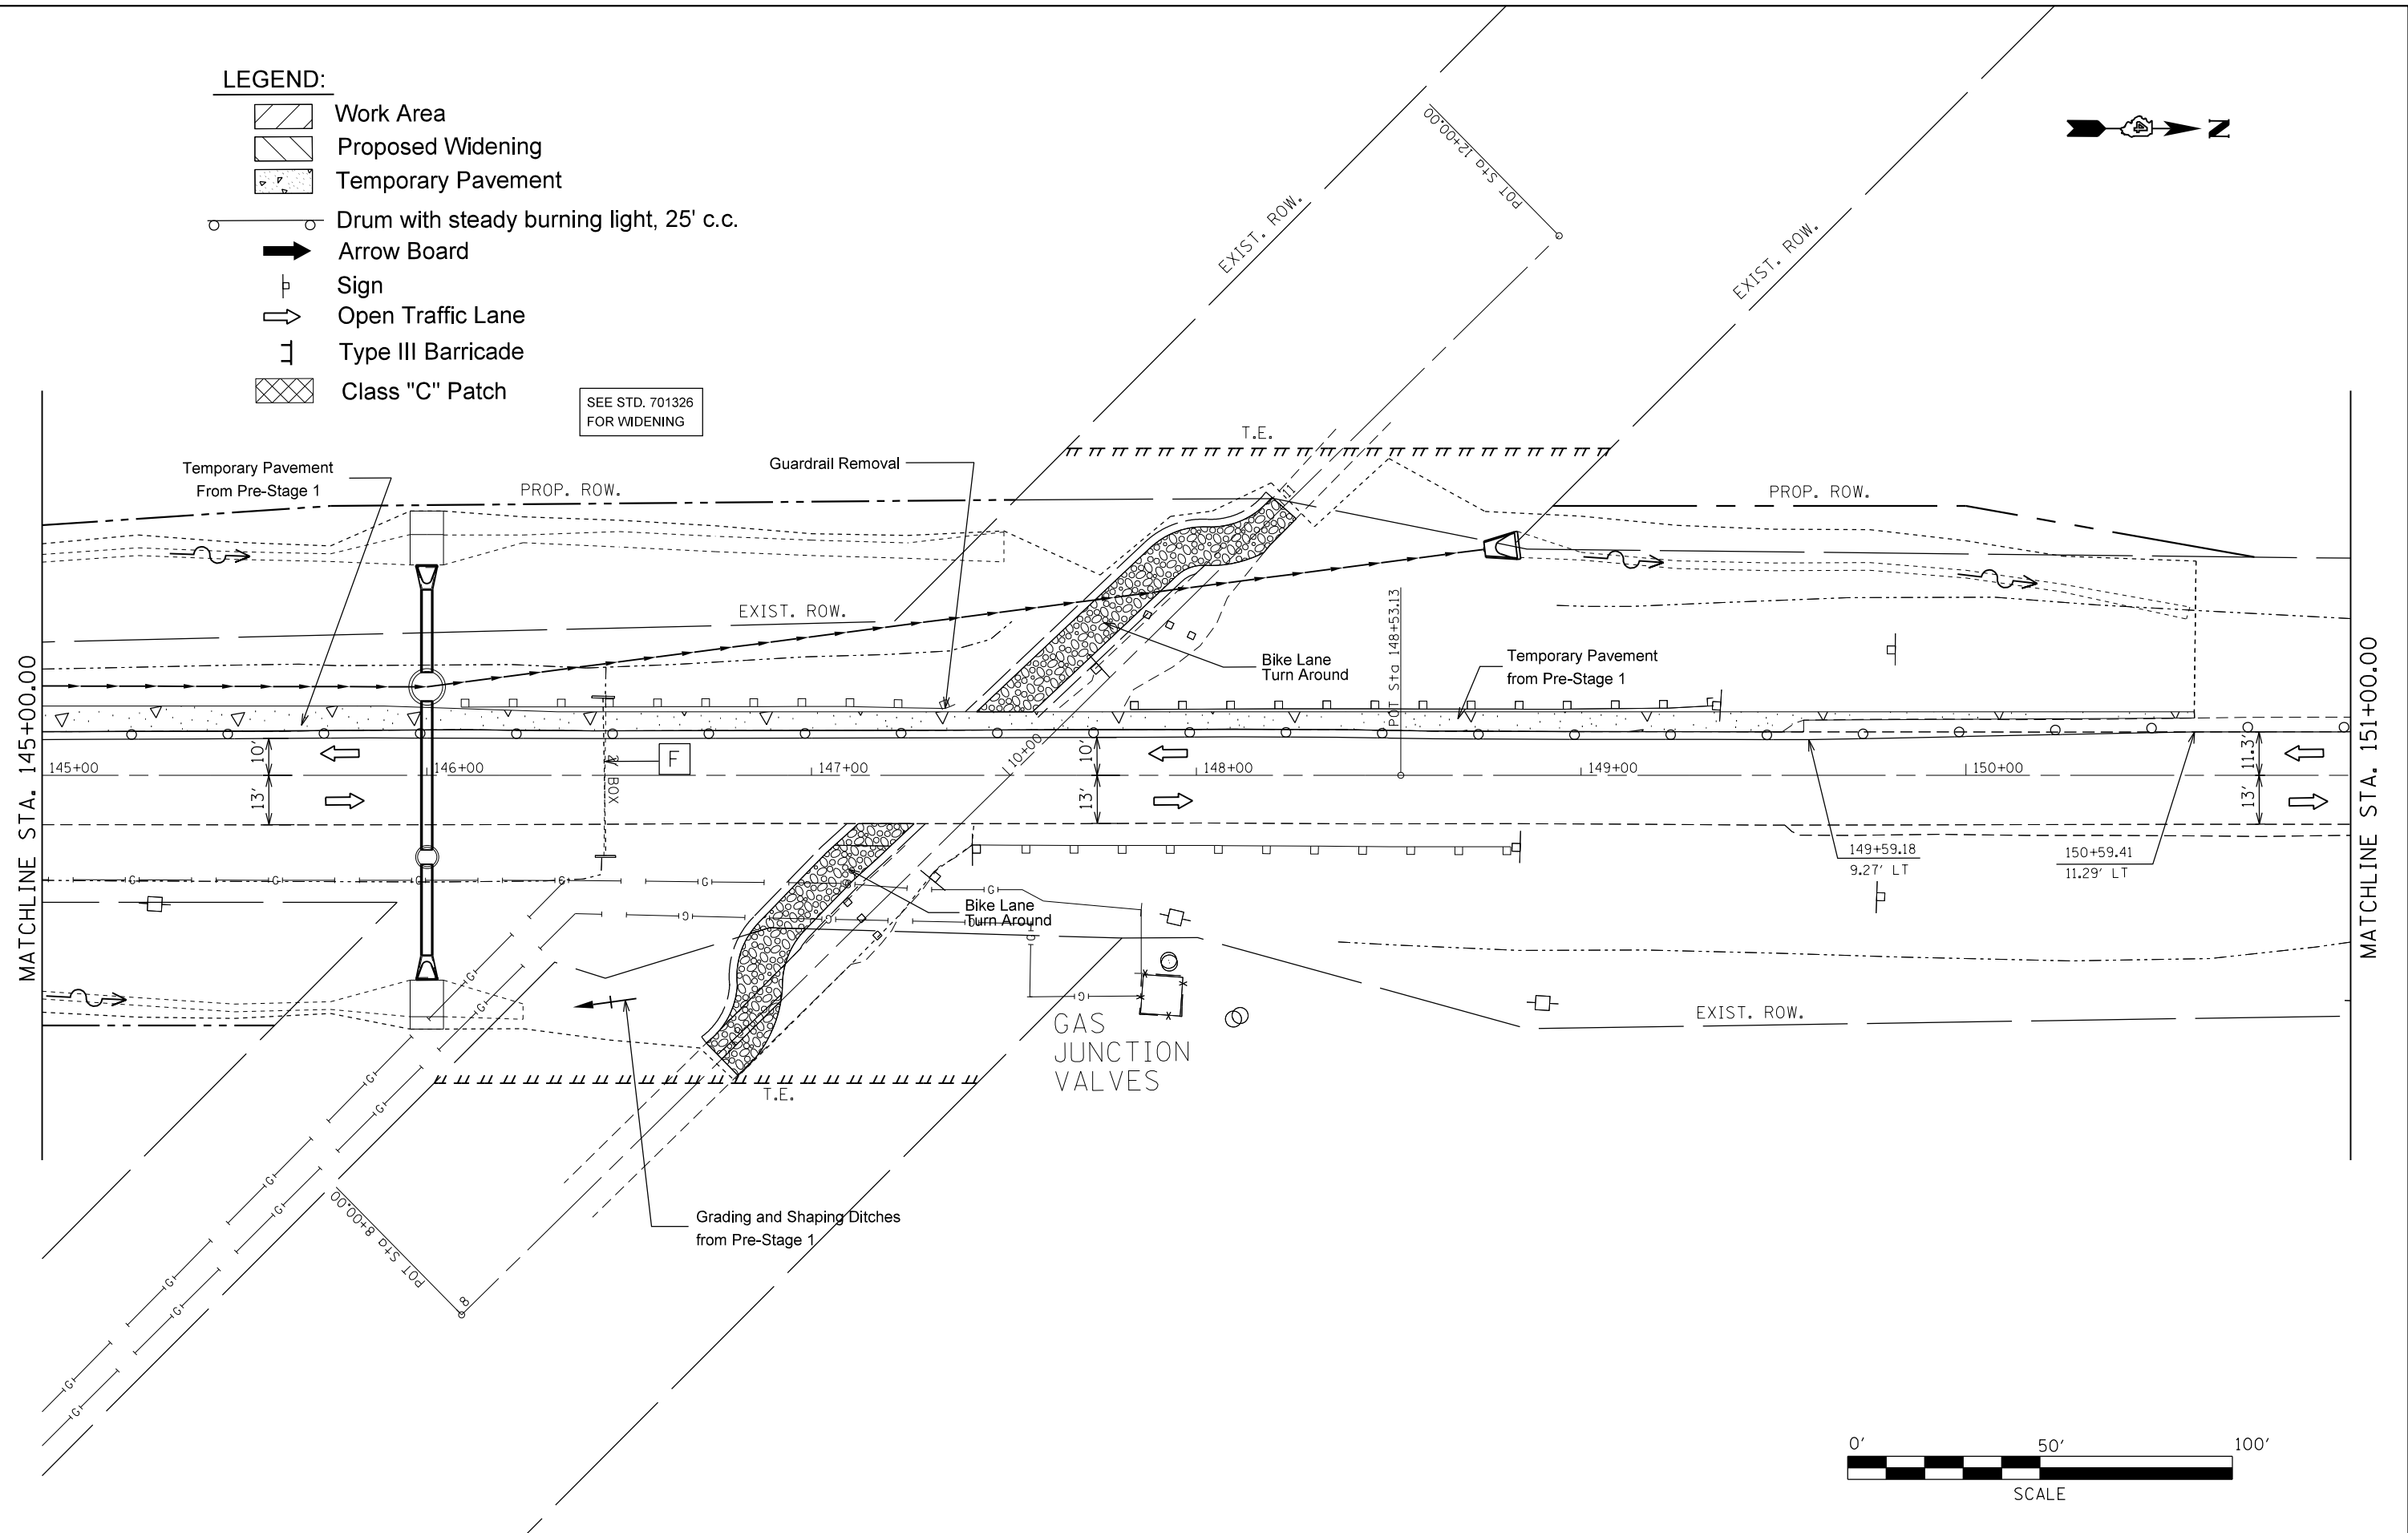 LEGEND:
Work Area
Proposed Widening
Temporary Pavement
Drum with steady burning light, 25' c.c.
Arrow Board
Sign
Open Traffic Lane
Type III Barricade
Class "C" Patch
SEE STD. 701326
FOR WIDENING
N
POT Sta 12+00.00
EXIST. ROW.
EXIST. ROW.
T.E.
Temporary Pavement
From Pre-Stage 1
Guardrail Removal
PROP. ROW.
PROP. ROW.
11
EXIST. ROW.
Bike Lane
Turn Around
POT Sta 148+53.13
Temporary Pavement
from Pre-Stage 1
MATCHLINE STA. 145+00.00
MATCHLINE STA. 151+00.00
10'
13'
F
BOX
10+00
10'
13'
11.3'
13'
145+00
146+00
147+00
148+00
149+00
150+00
149+59.18
9.27' LT
150+59.41
11.29' LT
G
G
G
G
G
G
G
Bike Lane
Turn Around
G
G
G
G
G
G
GAS
JUNCTION
VALVES
EXIST. ROW.
T.E.
G
G
G
G
G
G
G
G
G
G
POT Sta 8+00.00
8
Grading and Shaping Ditches
from Pre-Stage 1
0'
50'
100'
SCALE